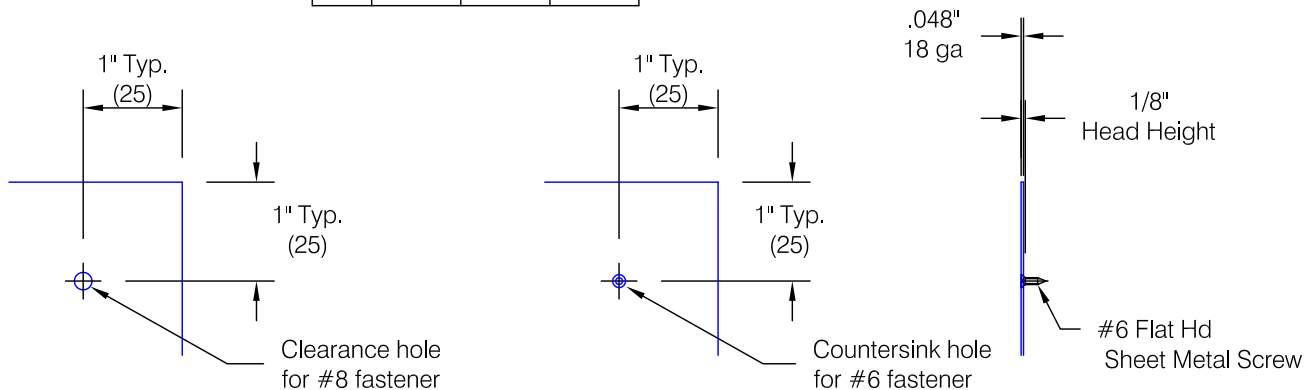 .048"
18 ga
1" Typ.
(25)
1" Typ.
(25)
1/8"
Head Height
1" Typ.
(25)
1" Typ.
(25)
Clearance hole
for #8 fastener
Countersink hole
for #6 fastener
#6 Flat Hd
Sheet Metal Screw